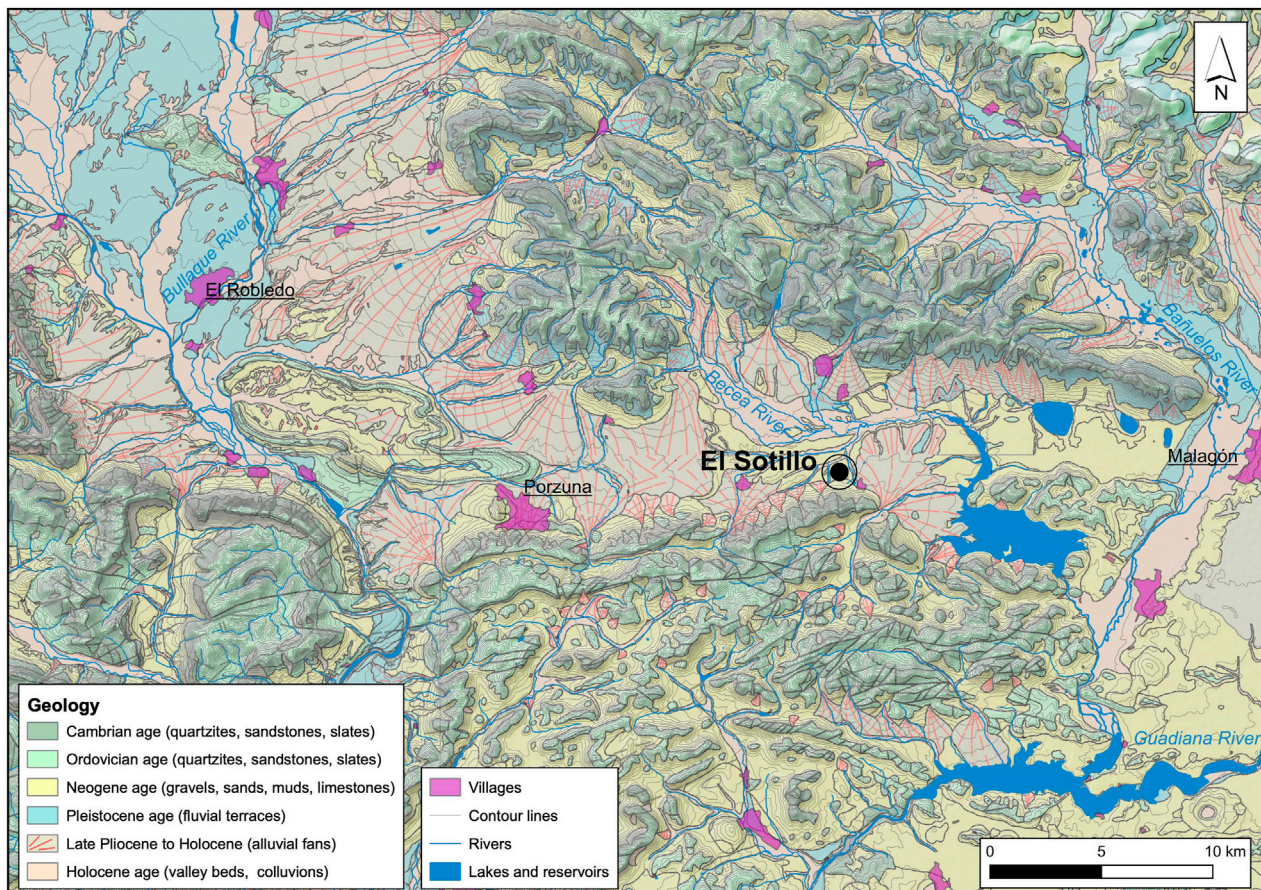 N
Bullaque River
El Robledo
Bañuelos River
Becea River
El Sotillo
Malagón
Porzuna
Guadiana River
Geology
Cambrian age (quartzites, sandstones, slates)
Ordovician age (quartzites, sandstones, slates)
Neogene age (gravels, sands, muds, limestones)
Pleistocene age (fluvial terraces)
Late Pliocene to Holocene (alluvial fans)
Holocene age (valley beds, colluvions)
Villages
Contour lines
Rivers
Lakes and reservoirs
0 5 10 km